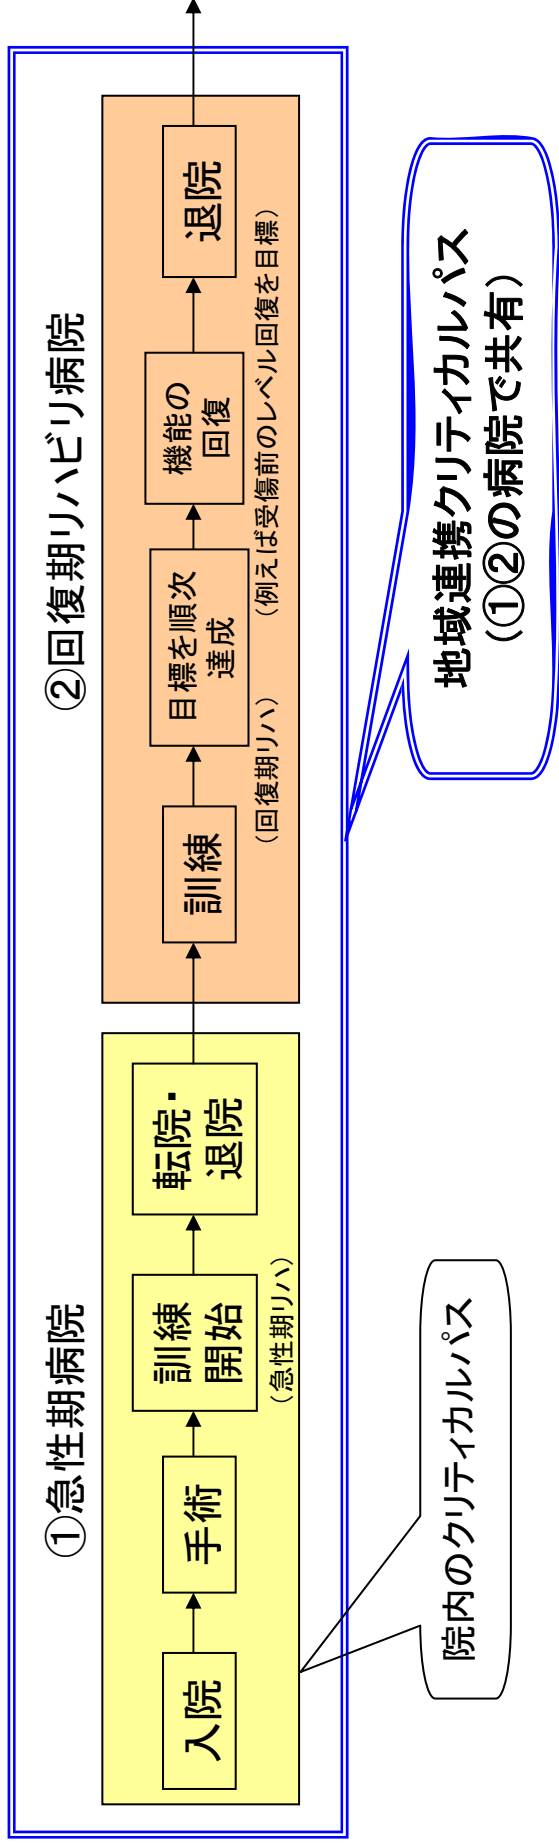 ①急性期病院
入院
手術
訓練
開始
(急性期リハ)
転院・
退院
院内のクリティカルパス
②回復期リハビリ病院
訓練
(回復期リハ)
目標を順次
達成
機能の
回復
(例えば受傷前のレベル回復を目標)
退院
地域連携クリティカルパス
(①②の病院で共有)